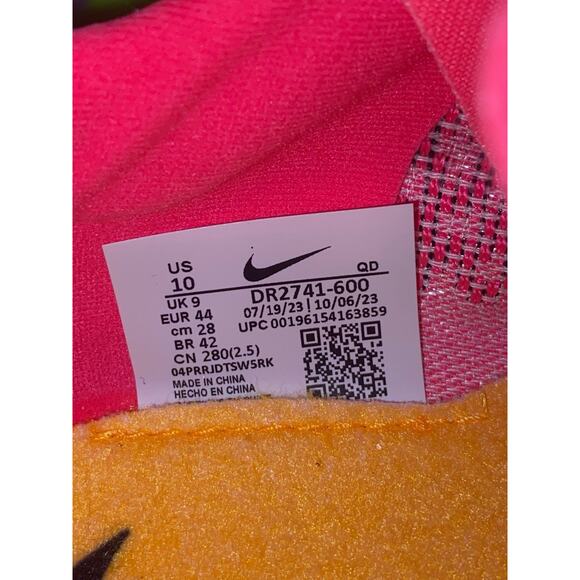 US
10
UK 9
EUR 44
cm 28
BR 42
CN 280(2.5)
04PRRJDTSW5RK
MADE IN CHINA
HECHO EN CHINA
QD
DR2741-600
07/19/23 | 10/06/23
UPC 00196154163859